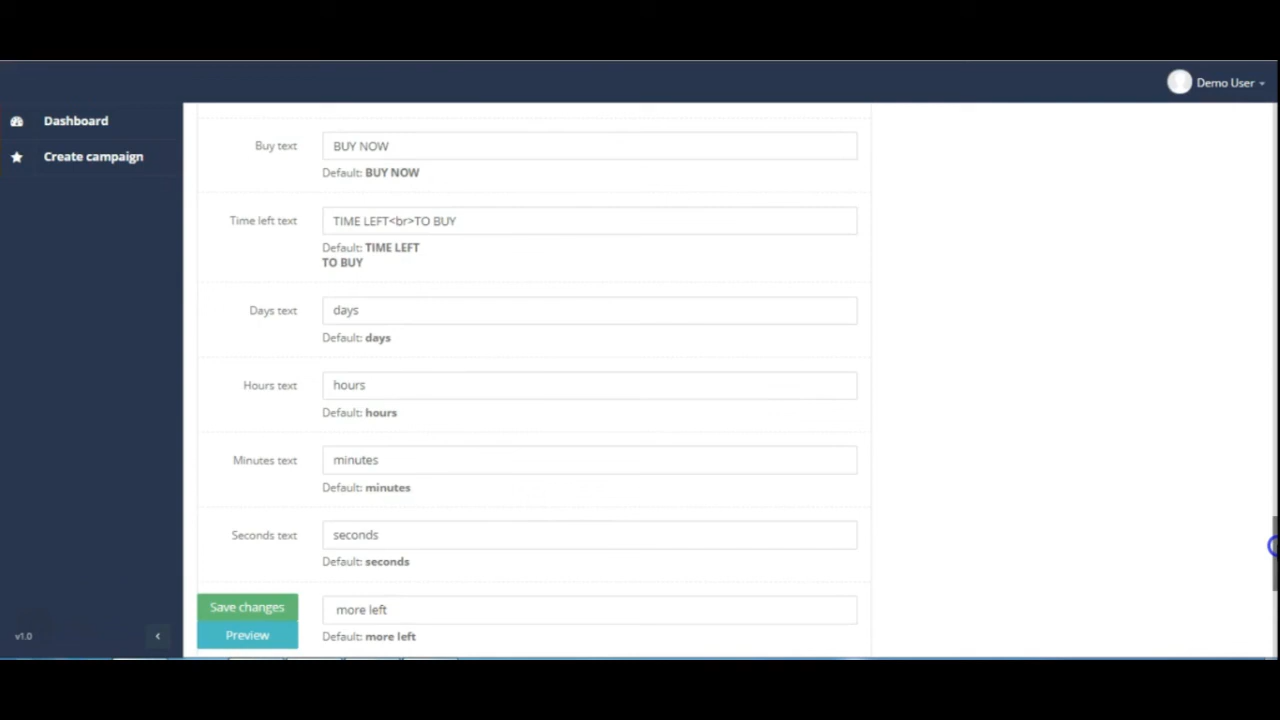 Demo User
Dashboard
Create campaign
Buy text
BUY NOW
Default: BUY NOW
Time left text
TIME LEFT<br>TO BUY
Default: TIME LEFT
TO BUY
Days text
days
Default: days
Hours text
hours
Default: hours
Minutes text
minutes
Default: minutes
Seconds text
seconds
Default: seconds
Save changes
more left
Preview
Default: more left
v1.0